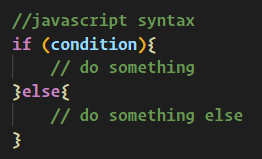 //javascript syntax
if (condition){
    // do something
}else{
    // do something else
}